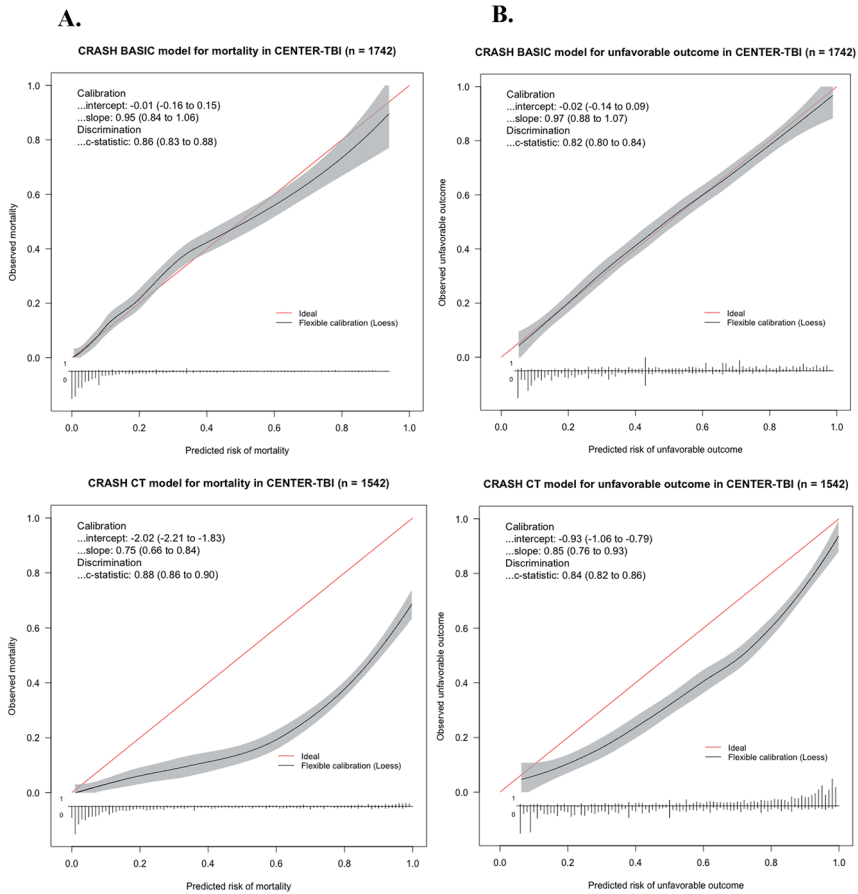 A.
B.
CRASH BASIC model for mortality in CENTER-TBI (n = 1742)
Calibration
...intercept: -0.01 (-0.16 to 0.15)
...slope: 0.95 (0.84 to 1.06)
Discrimination
...c-statistic: 0.86 (0.83 to 0.88)
Observed mortality
1.0
0.8
0.6
0.4
0.2
0.0
Ideal
Flexible calibration (Loess)
1
0
0.0 0.2 0.4 0.6 0.8 1.0
Predicted risk of mortality
CRASH BASIC model for unfavorable outcome in CENTER-TBI (n = 1742)
Calibration
...intercept: -0.02 (-0.14 to 0.09)
...slope: 0.97 (0.88 to 1.07)
Discrimination
...c-statistic: 0.82 (0.80 to 0.84)
Observed unfavorable outcome
1.0
0.8
0.6
0.4
0.2
0.0
Ideal
Flexible calibration (Loess)
1
0
0.0 0.2 0.4 0.6 0.8 1.0
Predicted risk of unfavorable outcome
CRASH CT model for mortality in CENTER-TBI (n = 1542)
Calibration
...intercept: -2.02 (-2.21 to -1.83)
...slope: 0.75 (0.66 to 0.84)
Discrimination
...c-statistic: 0.88 (0.86 to 0.90)
Observed mortality
1.0
0.8
0.6
0.4
0.2
0.0
Ideal
Flexible calibration (Loess)
1
0
0.0 0.2 0.4 0.6 0.8 1.0
Predicted risk of mortality
CRASH CT model for unfavorable outcome in CENTER-TBI (n = 1542)
Calibration
...intercept: -0.93 (-1.06 to -0.79)
...slope: 0.85 (0.76 to 0.93)
Discrimination
...c-statistic: 0.84 (0.82 to 0.86)
Observed unfavorable outcome
1.0
0.8
0.6
0.4
0.2
0.0
Ideal
Flexible calibration (Loess)
1
0
0.0 0.2 0.4 0.6 0.8 1.0
Predicted risk of unfavorable outcome